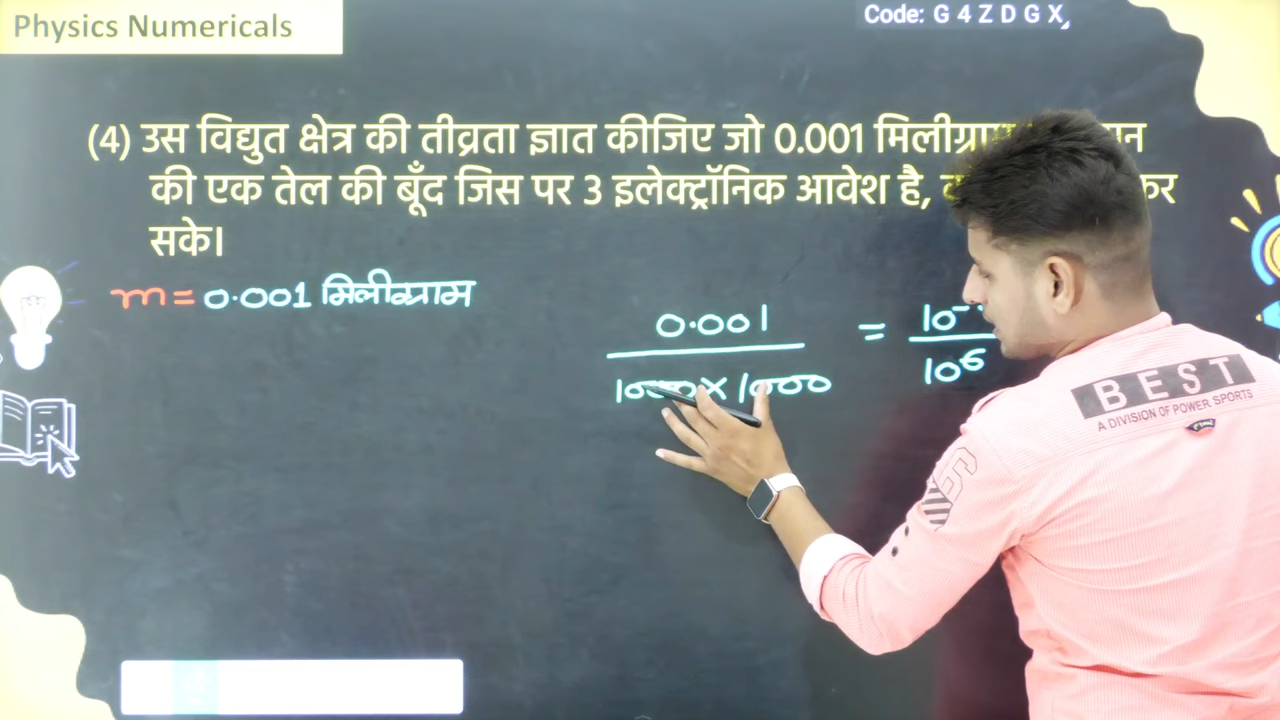 Physics Numericals
Code: G 4 Z D G X
(4) उस विद्युत क्षेत्र की तीव्रता ज्ञात कीजिए जो 0.001
की एक तेल की बूँद जिस पर 3 इलेक्ट्रॉनिक आवेश है,
सके।
m = 0.001 मिलीग्राम
0.001
1000 × 1000
=
10⁶
BEST
A DIVISION OF POWER SPORTS